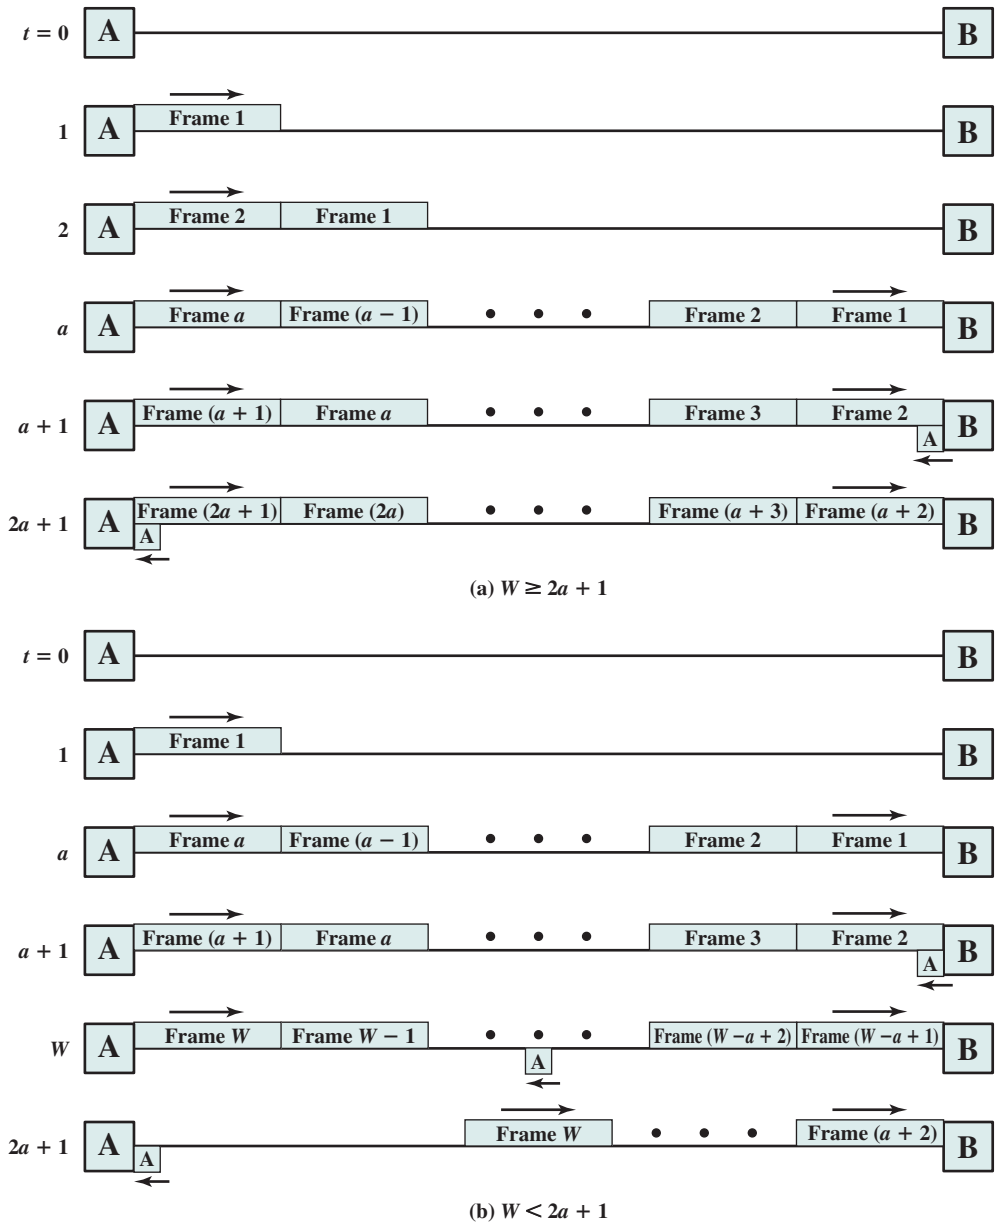 t = 0 A B
1 A Frame 1 B
2 A Frame 2 Frame 1 B
a A Frame a Frame (a − 1) • • • Frame 2 Frame 1 B
a + 1 A Frame (a + 1) Frame a • • • Frame 3 Frame 2 A B
2a + 1 A Frame (2a + 1) Frame (2a) • • • Frame (a + 3) Frame (a + 2) B
A
(a) W ≥ 2a + 1
t = 0 A B
1 A Frame 1 B
a A Frame a Frame (a − 1) • • • Frame 2 Frame 1 B
a + 1 A Frame (a + 1) Frame a • • • Frame 3 Frame 2 A B
W A Frame W Frame W − 1 • • • Frame (W − a + 2) Frame (W − a + 1) B
A
2a + 1 A Frame W • • • Frame (a + 2) B
A
(b) W < 2a + 1